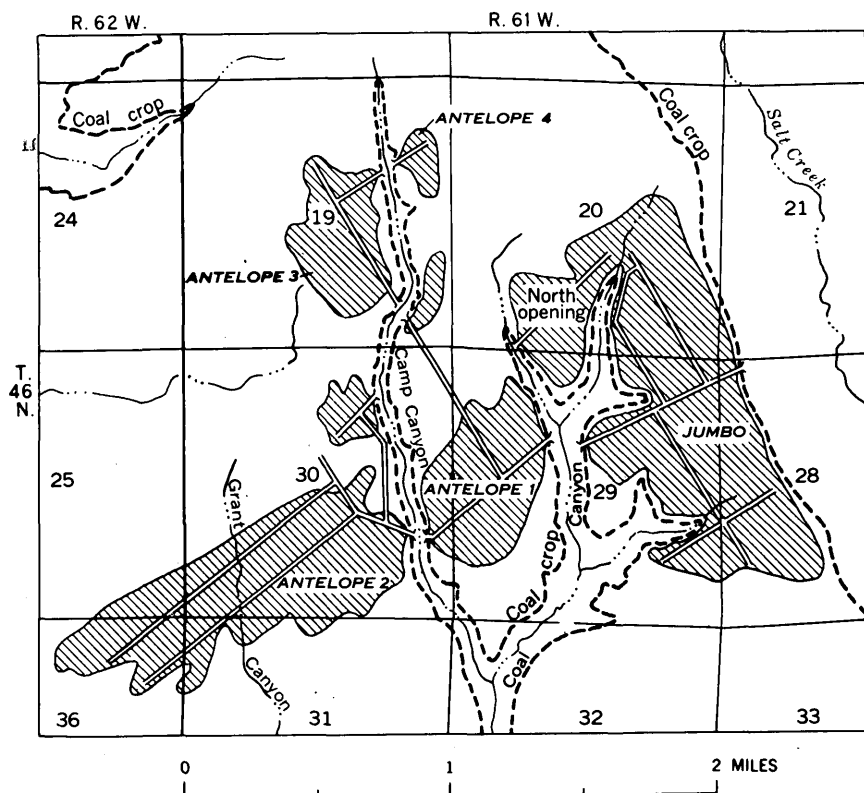 R. 62 W.
R. 61 W.
Coal crop
ANTELOPE 4
Coal crop
Salt Creek
24
19
20
21
ANTELOPE 3
North
opening
T.
46
N.
Camp Canyon
JUMBO
25
30
Grant
ANTELOPE 1
29
28
Canyon
ANTELOPE 2
Coal crop
Canyon
Coal
36
31
32
33
0
1
2 MILES